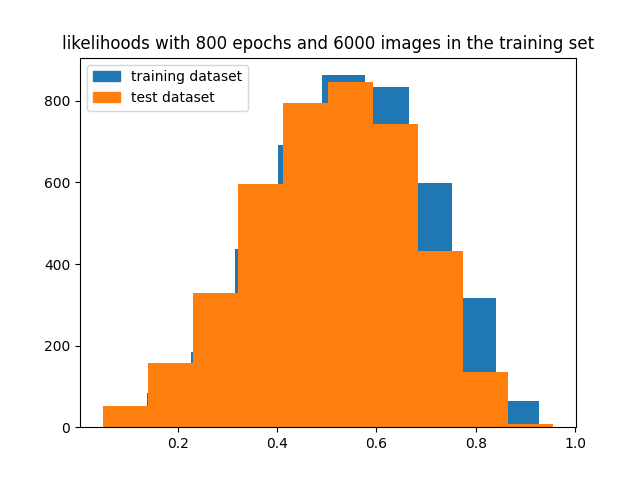 likelihoods with 800 epochs and 6000 images in the training set
training dataset
test dataset
800
600
400
200
0
0.2 0.4 0.6 0.8 1.0